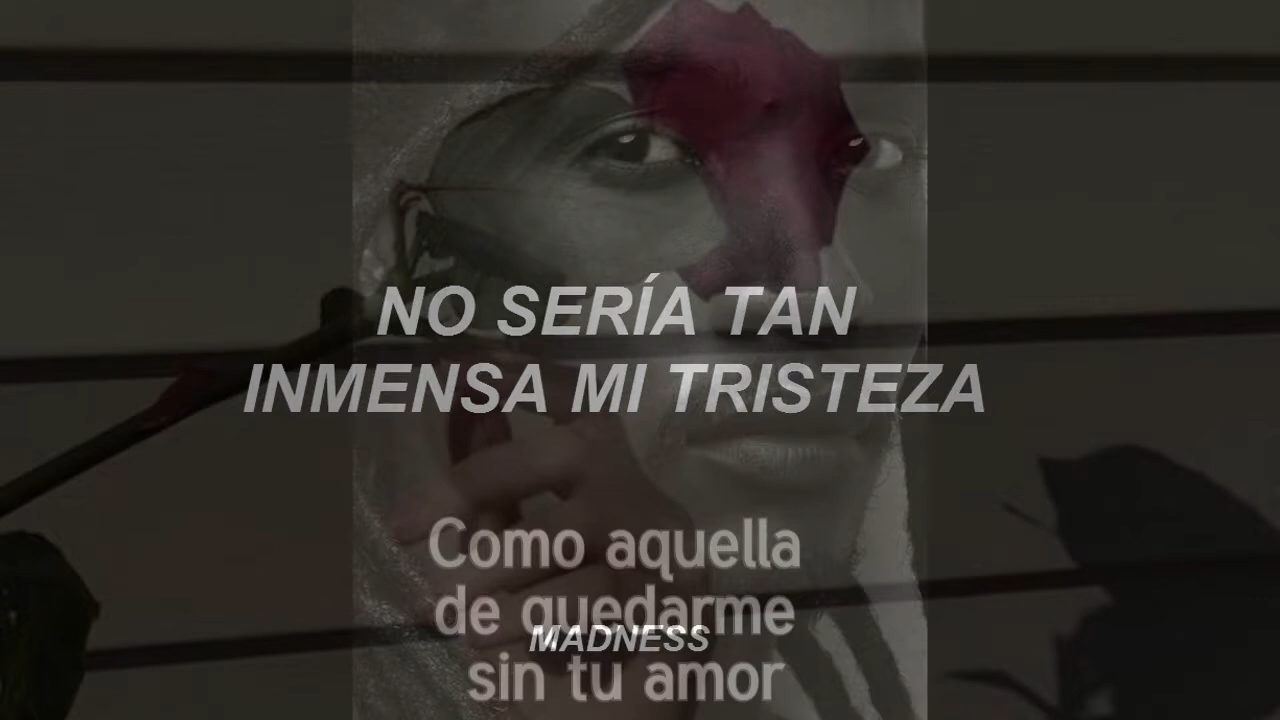 NO SERÍA TAN
INMENSA MI TRISTEZA
Como aquella
de quedarme
MADNESS
sin tu amor